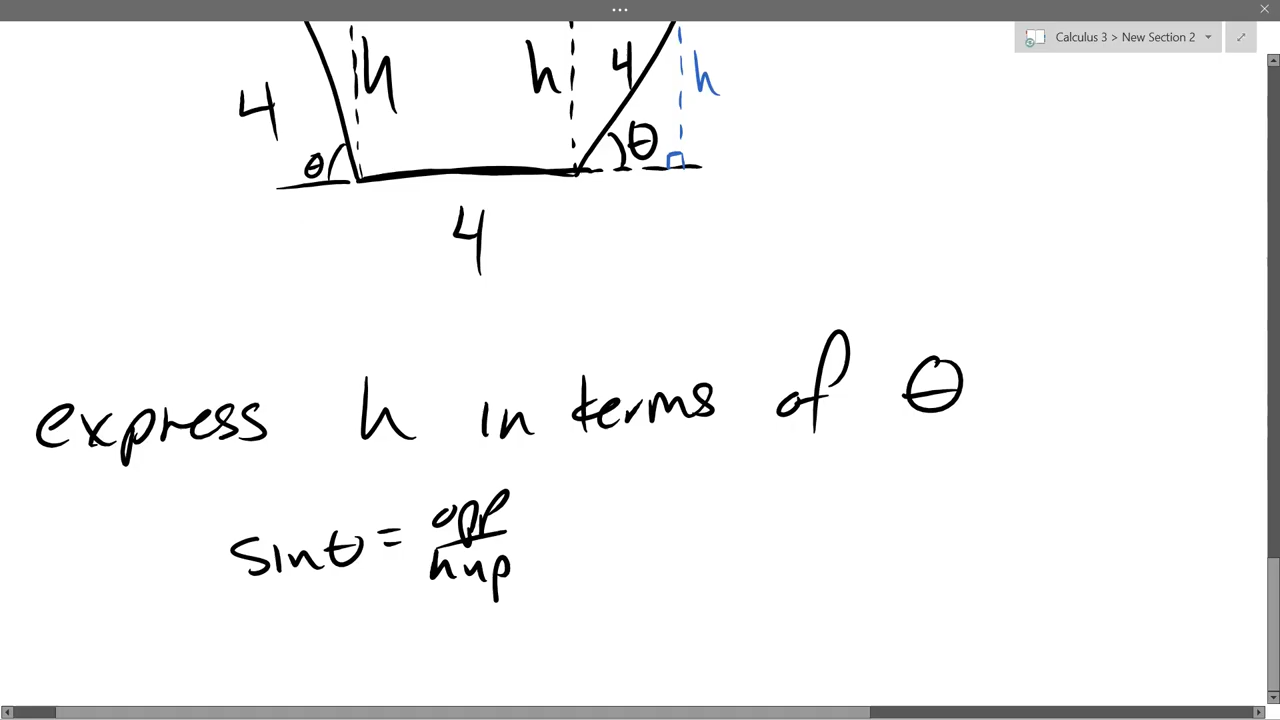 Calculus 3 > New Section 2
4 h h 4 h
θ θ
4
express h in terms of θ
sinθ = opp/hyp